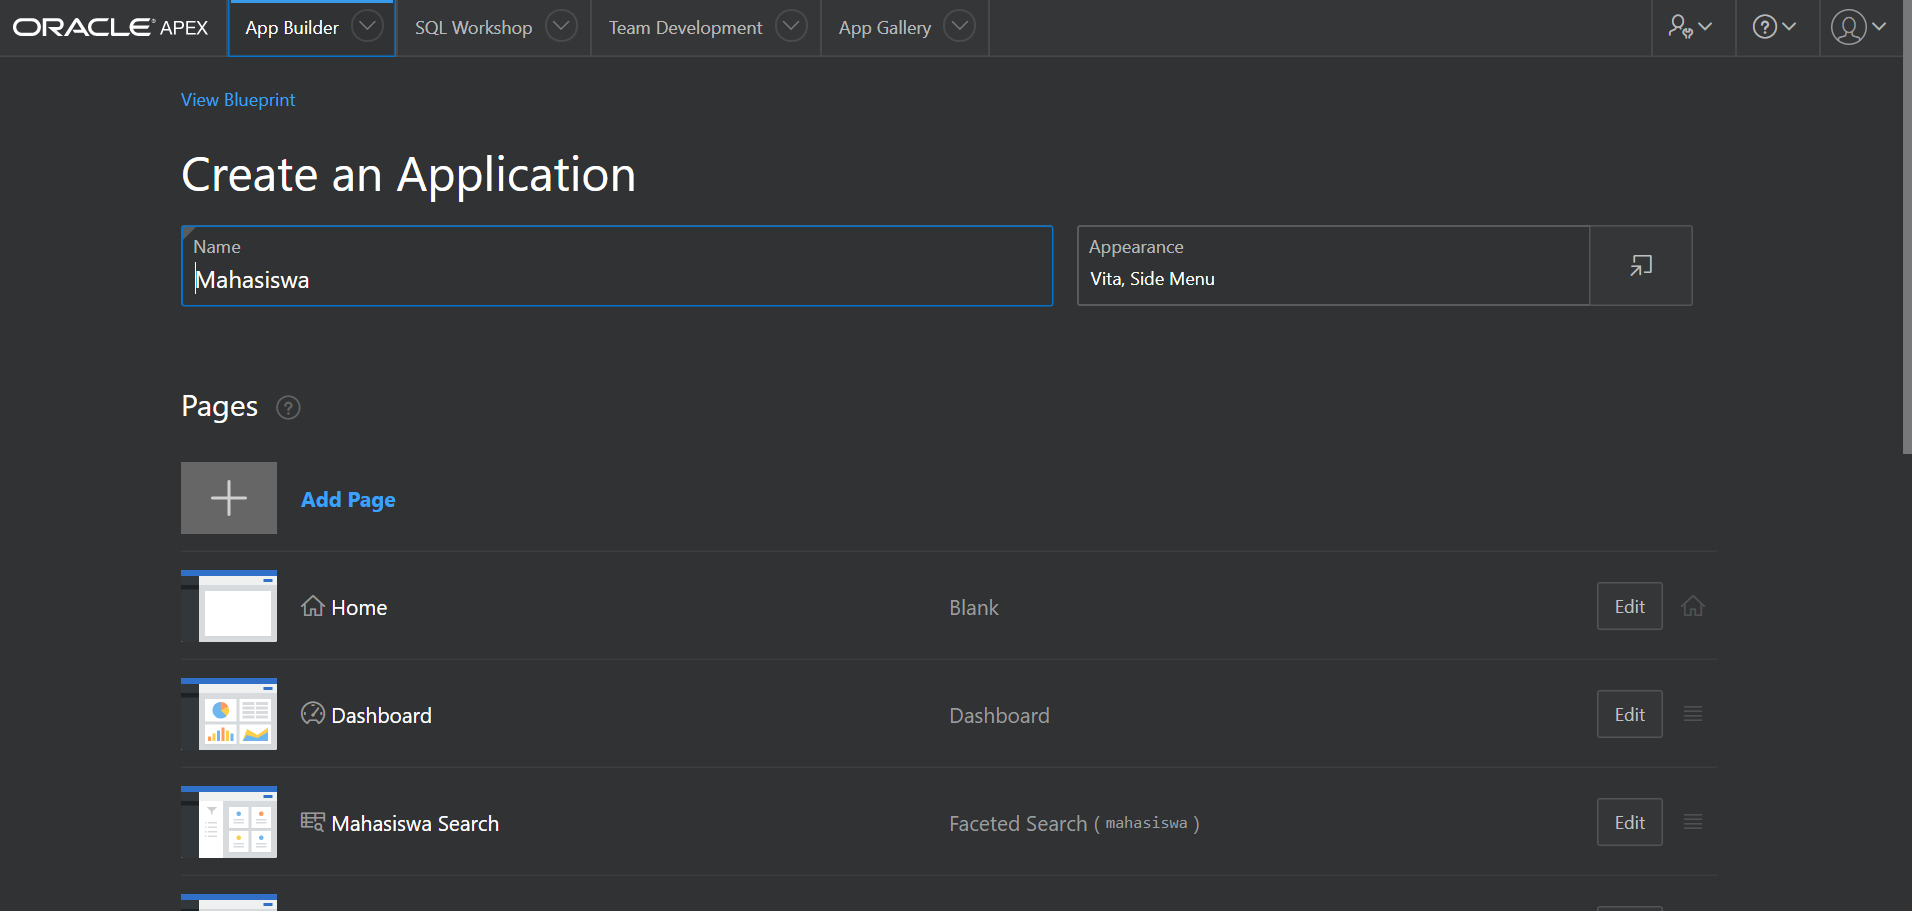 ORACLE APEX App Builder SQL Workshop Team Development App Gallery
View Blueprint
Create an Application
Name
Mahasiswa
Appearance
Vita, Side Menu
Pages ?
Add Page
Home Blank Edit
Dashboard Dashboard Edit
Mahasiswa Search Faceted Search ( mahasiswa ) Edit